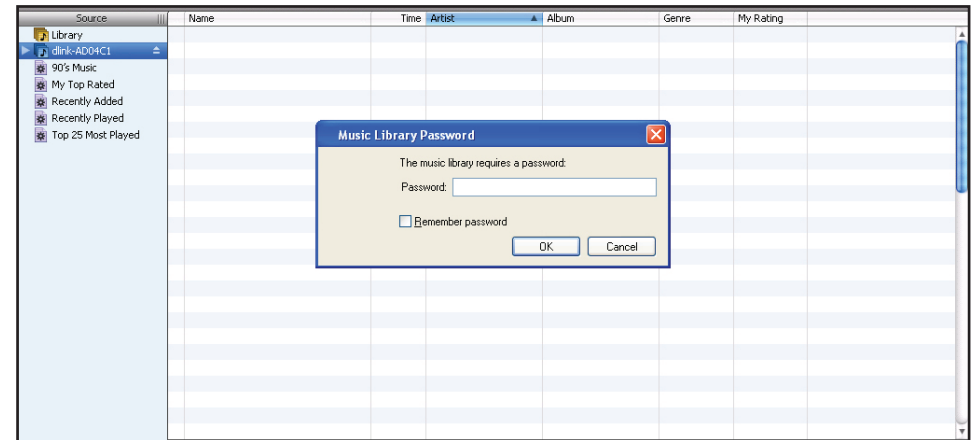 Source Name Time Artist Album Genre My Rating
Library
dlink-AD04C1
90's Music
My Top Rated
Recently Added
Recently Played
Top 25 Most Played
Music Library Password
The music library requires a password:
Password:
Remember password
OK Cancel